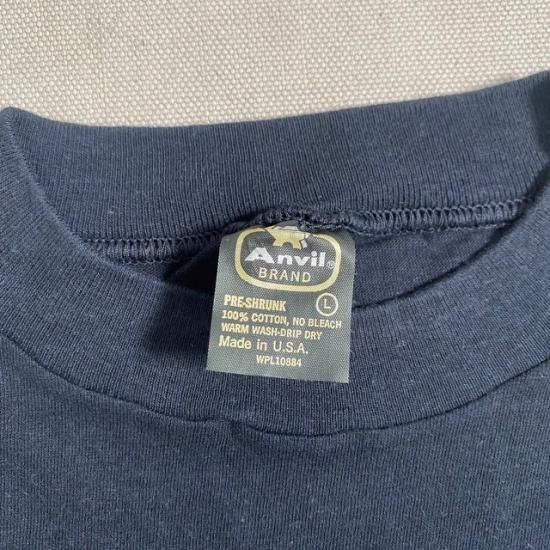 Anvil®
BRAND
PRE-SHRUNK L
100% COTTON, NO BLEACH
WARM WASH-DRIP DRY
Made in U.S.A.
WPL10884